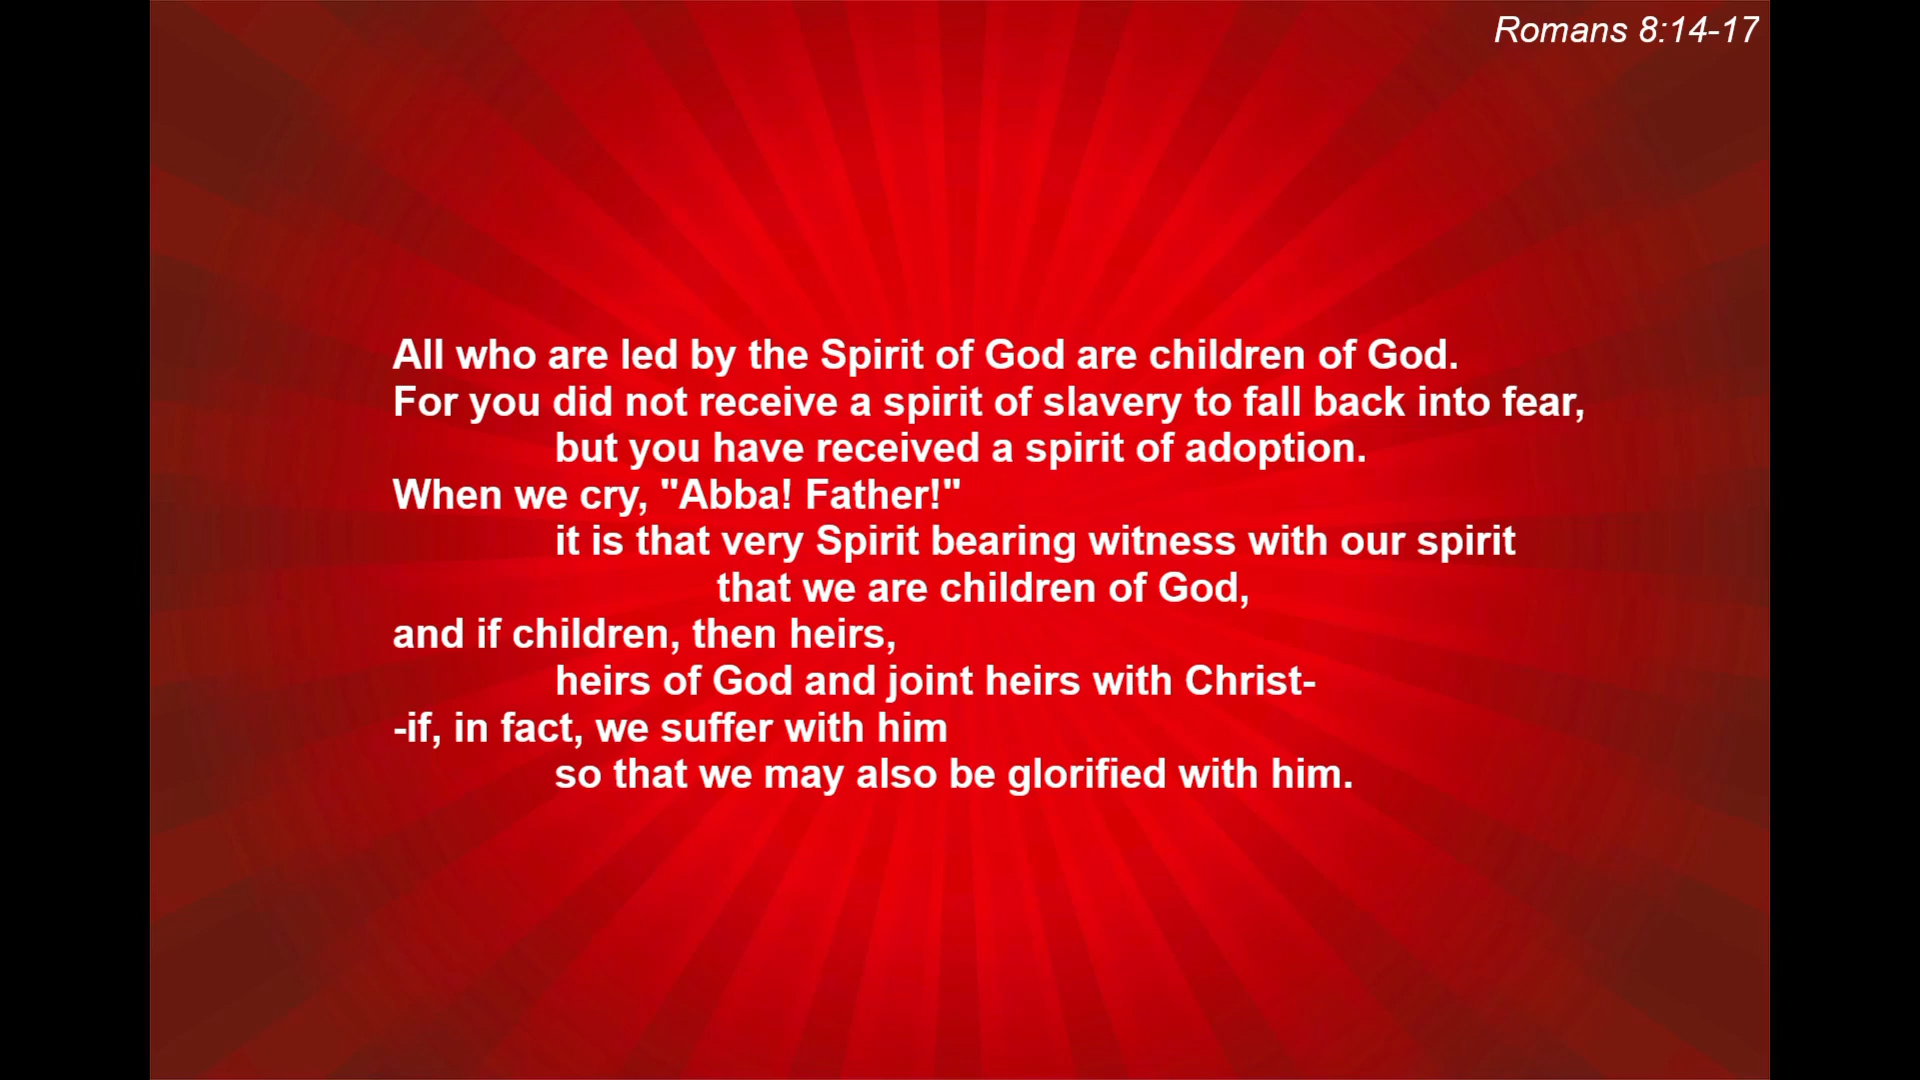 Romans 8:14-17
All who are led by the Spirit of God are children of God.
For you did not receive a spirit of slavery to fall back into fear,
but you have received a spirit of adoption.
When we cry, "Abba! Father!"
it is that very Spirit bearing witness with our spirit
that we are children of God,
and if children, then heirs,
heirs of God and joint heirs with Christ-
-if, in fact, we suffer with him
so that we may also be glorified with him.